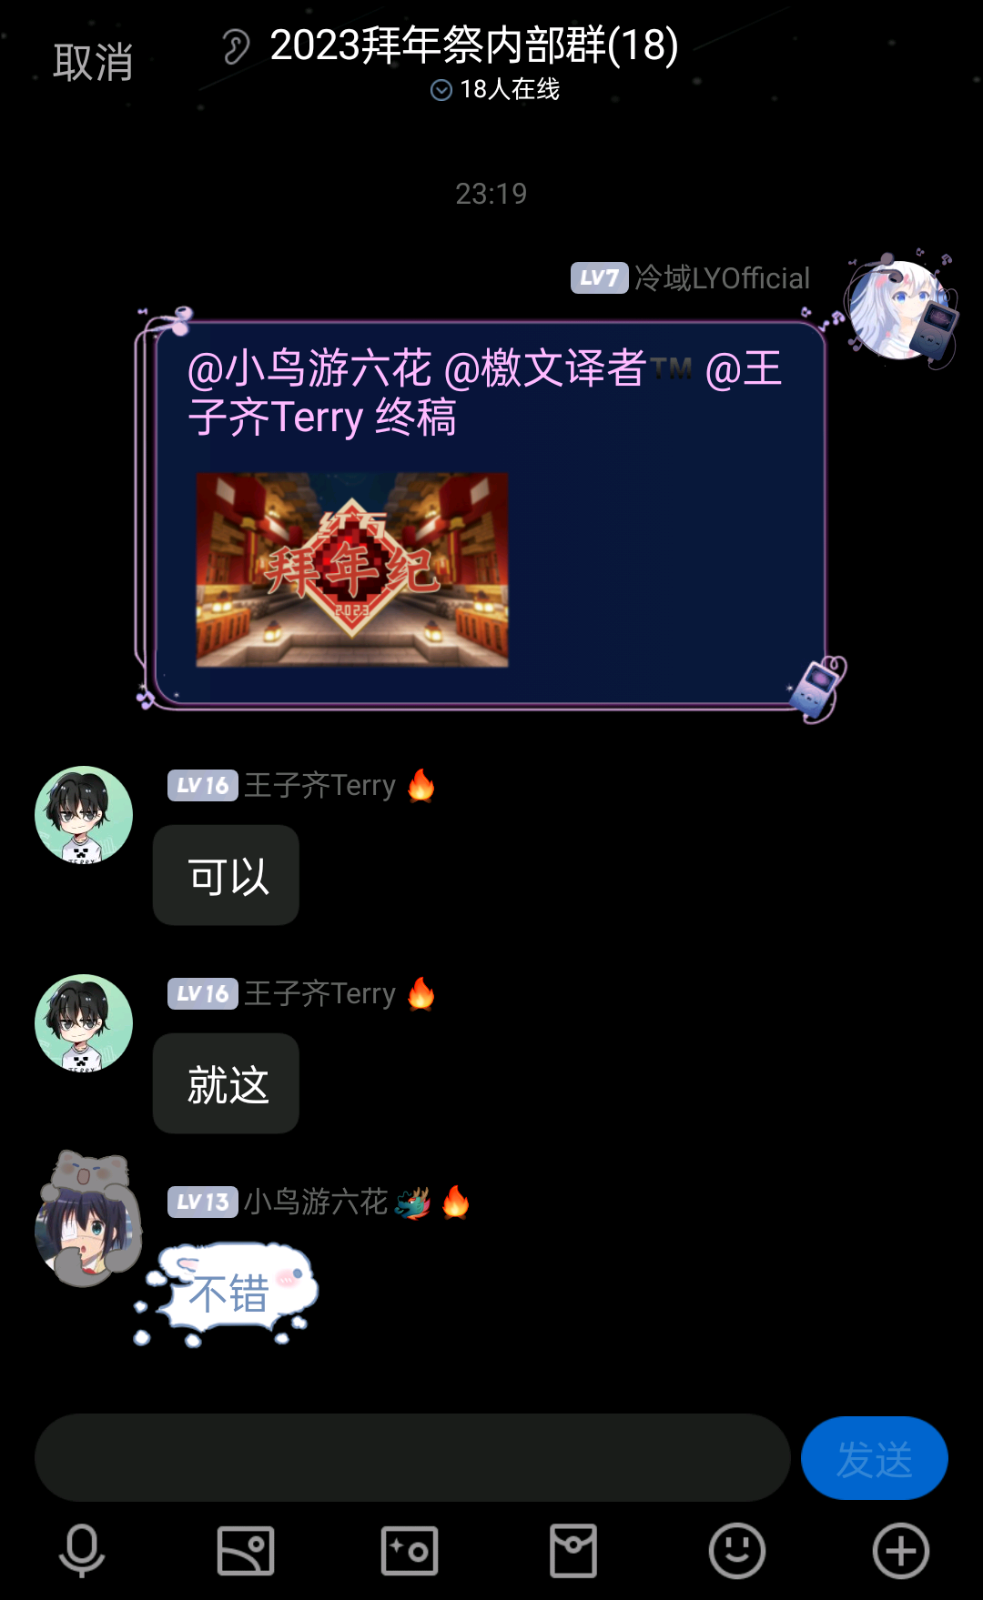 取消
2023拜年祭内部群(18)
18人在线
23:19
LV7 冷域LYOfficial
@小鸟游六花 @檄文译者™ @王
子齐Terry 终稿
红石
拜年纪
2023
LV16 王子齐Terry 🔥
可以
LV16 王子齐Terry 🔥
就这
LV13 小鸟游六花🐲🔥
不错
发送